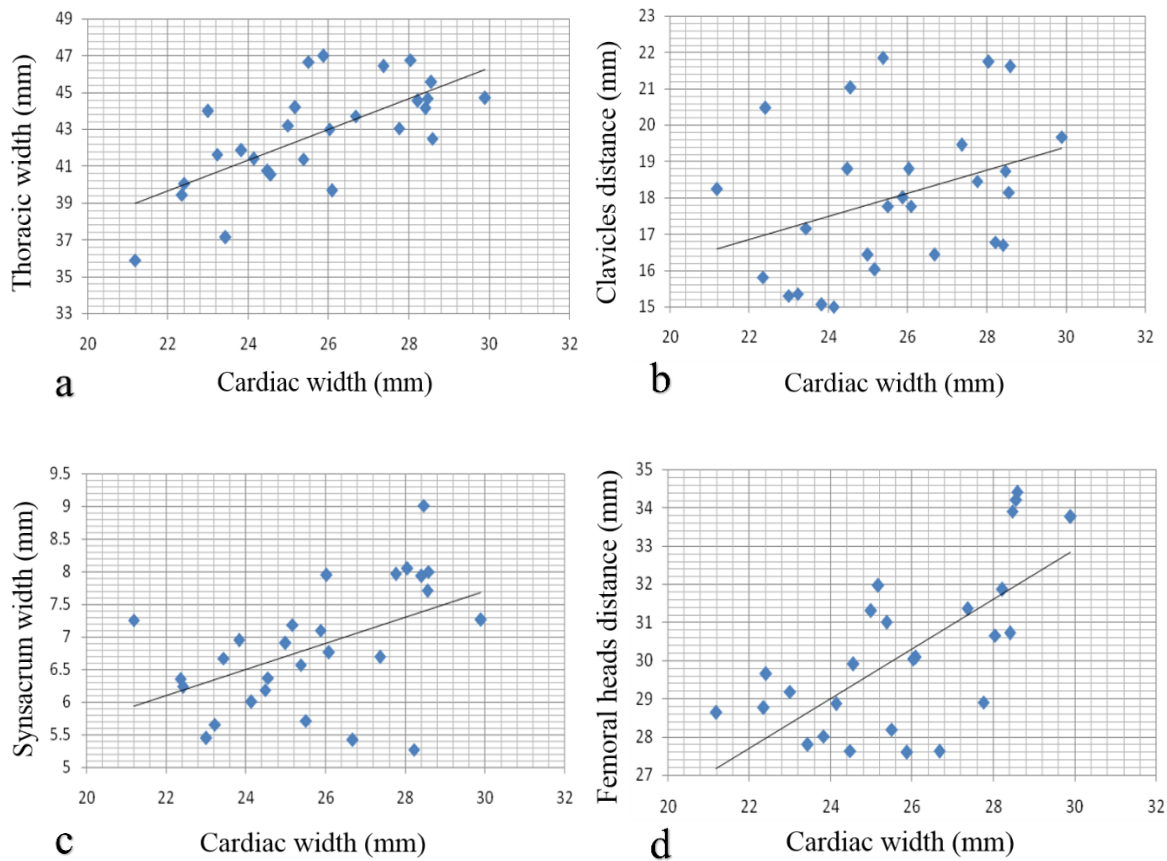 Thoracic width (mm)
49
47
45
43
41
39
37
35
33
20 22 24 26 28 30 32
a
Cardiac width (mm)
Clavicles distance (mm)
23
22
21
20
19
18
17
16
15
20 22 24 26 28 30 32
b
Cardiac width (mm)
Synsacrum width (mm)
9.5
9
8.5
8
7.5
7
6.5
6
5.5
5
20 22 24 26 28 30 32
c
Cardiac width (mm)
Femoral heads distance (mm)
35
34
33
32
31
30
29
28
27
20 22 24 26 28 30 32
d
Cardiac width (mm)